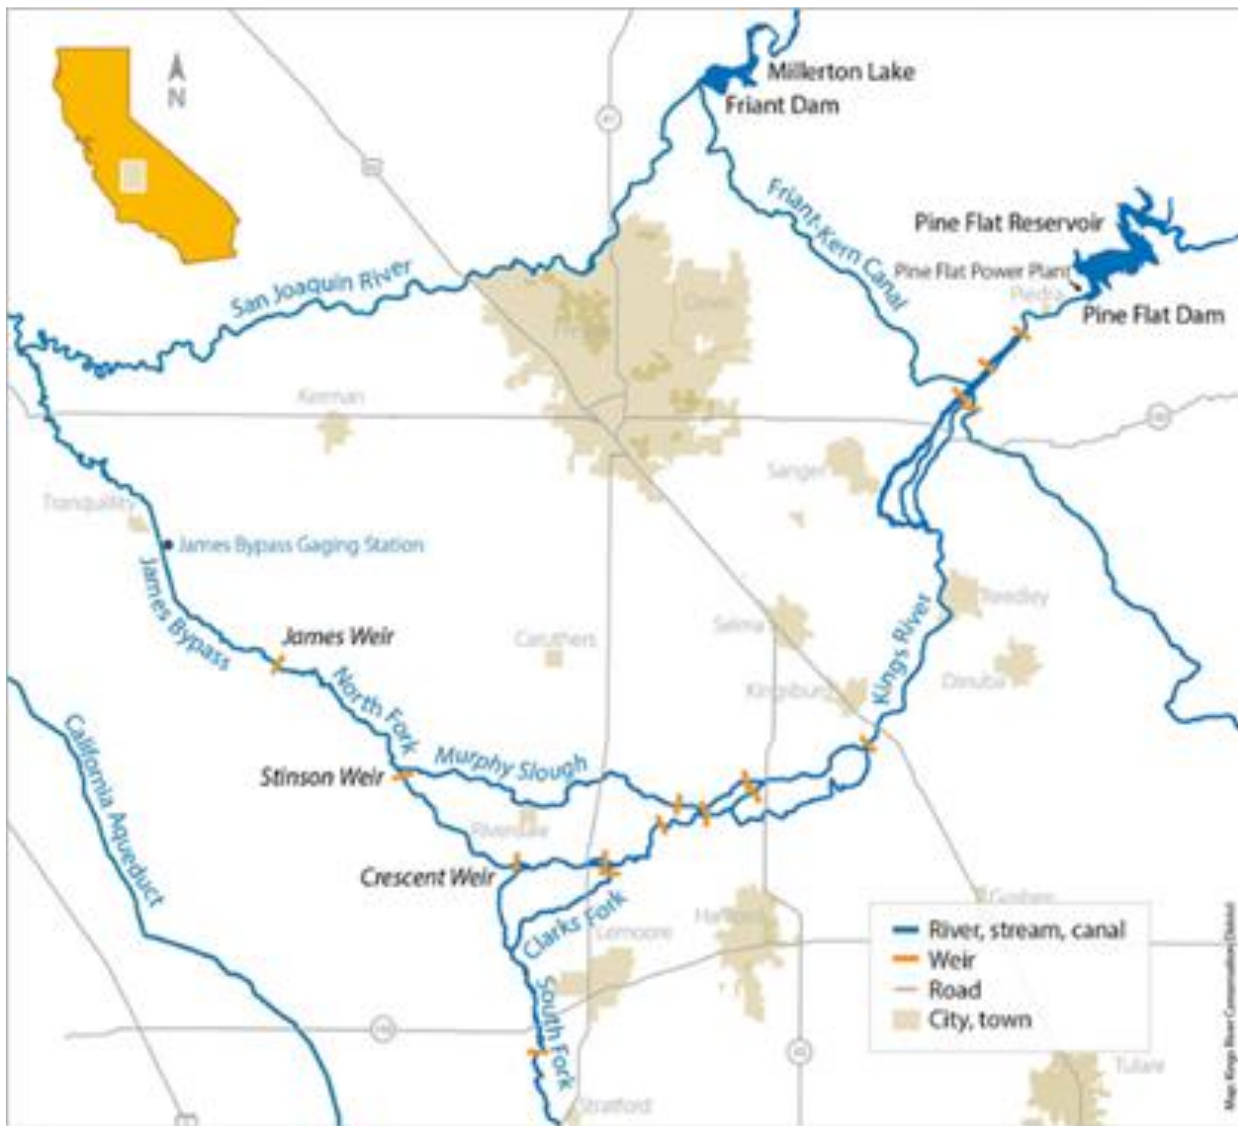 N
Millerton Lake
Friant Dam
41
Friant-Kern Canal
Pine Flat Reservoir
Pine Flat Power Plant
Piedra
Pine Flat Dam
San Joaquin River
Clovis
Fresno
Kerman
Sanger
Tranquillity
James Bypass Gaging Station
James Bypass
Reedley
Selma
Caruthers
James Weir
Kings River
Dinuba
Kingsburg
North Fork
Murphy Slough
Stinson Weir
California Aqueduct
Riverdale
Crescent Weir
Clarks Fork
Hanford
Lemoore
Goshen
South Fork
River, stream, canal
Weir
Road
City, town
Tulare
Stratford
Map: Kings River Conservation District